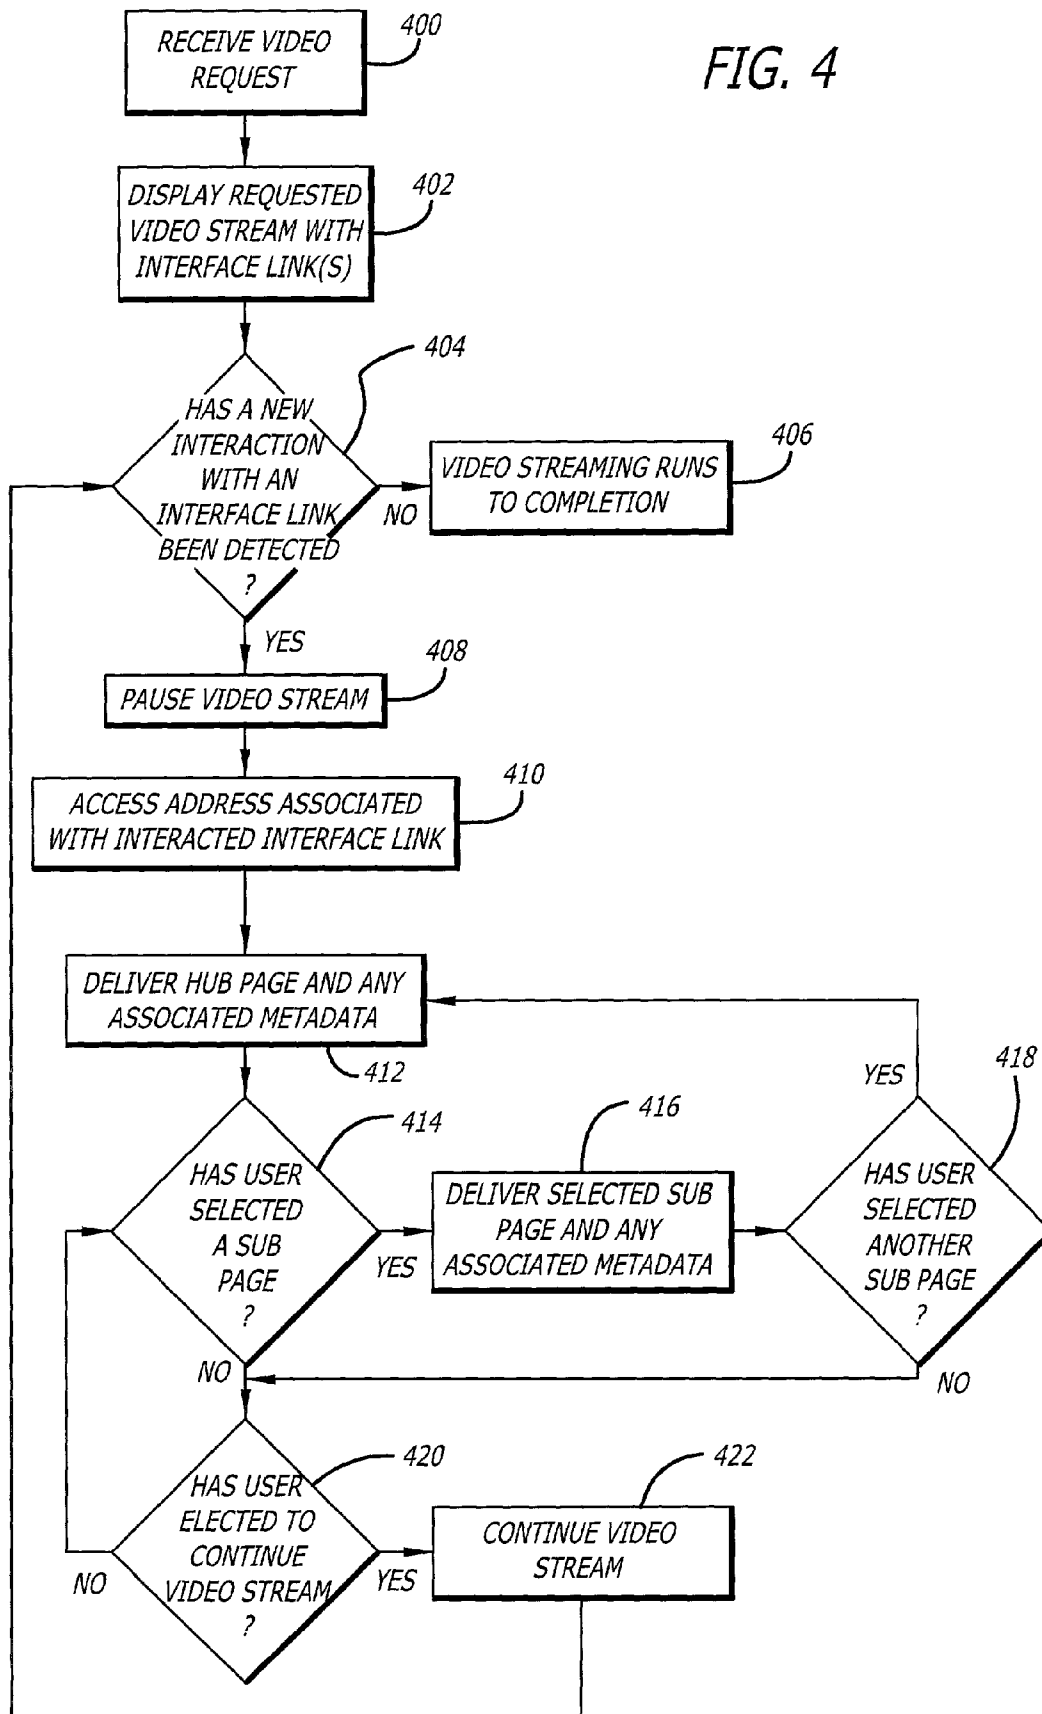 FIG. 4
RECEIVE VIDEO
REQUEST
400
DISPLAY REQUESTED
VIDEO STREAM WITH
INTERFACE LINK(S)
402
HAS A NEW
INTERACTION
WITH AN
INTERFACE LINK
BEEN DETECTED
?
404
NO
VIDEO STREAMING RUNS
TO COMPLETION
406
YES
PAUSE VIDEO STREAM
408
ACCESS ADDRESS ASSOCIATED
WITH INTERACTED INTERFACE LINK
410
DELIVER HUB PAGE AND ANY
ASSOCIATED METADATA
412
HAS USER
SELECTED
A SUB
PAGE
?
414
YES
DELIVER SELECTED SUB
PAGE AND ANY
ASSOCIATED METADATA
416
HAS USER
SELECTED
ANOTHER
SUB PAGE
?
418
YES
NO
NO
HAS USER
ELECTED TO
CONTINUE
VIDEO STREAM
?
420
NO
YES
CONTINUE VIDEO
STREAM
422